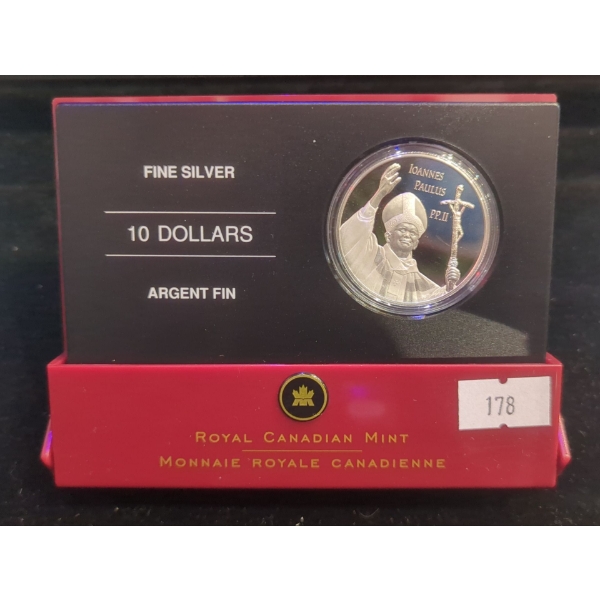 FINE SILVER
10 DOLLARS
ARGENT FIN
IOANNES
PAULUS
PP.II
178
ROYAL CANADIAN MINT
MONNAIE ROYALE CANADIENNE